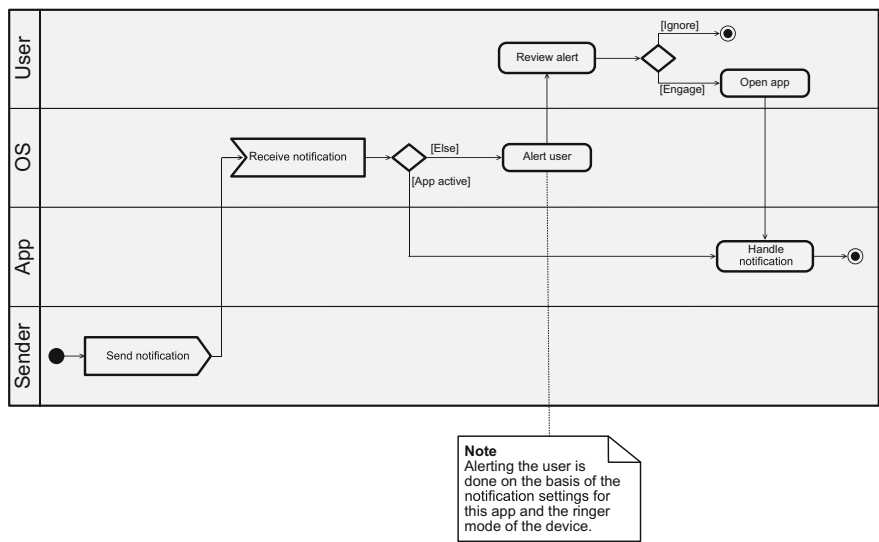 User
[Ignore]
Review alert
Open app
[Engage]
OS
Receive notification
[Else]
Alert user
[App active]
App
Handle
notification
Sender
Send notification
Note
Alerting the user is
done on the basis of the
notification settings for
this app and the ringer
mode of the device.